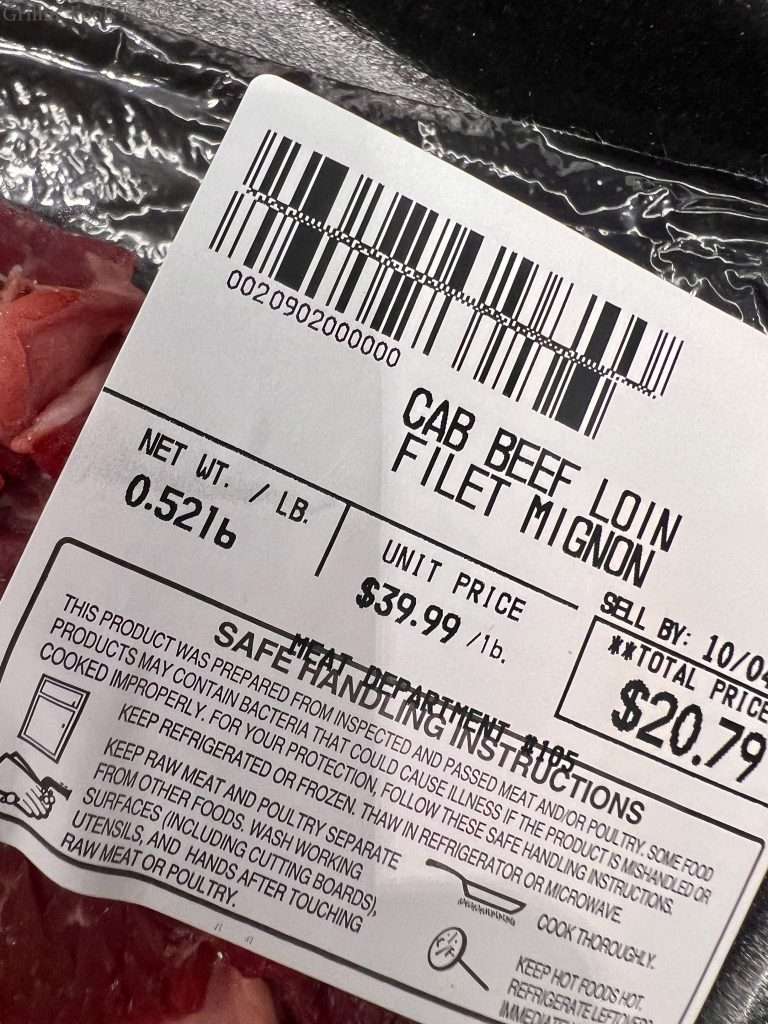 0020902000000
CAB BEEF LOIN
FILET MIGNON
NET WT. / LB.
0.52lb
UNIT PRICE
$39.99 /lb.
SELL BY: 10/04
**TOTAL PRICE
$20.79
MEAT DEPARTMENT #105
SAFE HANDLING INSTRUCTIONS
THIS PRODUCT WAS PREPARED FROM INSPECTED AND PASSED MEAT AND/OR POULTRY. SOME FOOD
PRODUCTS MAY CONTAIN BACTERIA THAT COULD CAUSE ILLNESS IF THE PRODUCT IS MISHANDLED OR
COOKED IMPROPERLY. FOR YOUR PROTECTION, FOLLOW THESE SAFE HANDLING INSTRUCTIONS.
KEEP REFRIGERATED OR FROZEN. THAW IN REFRIGERATOR OR MICROWAVE.
KEEP RAW MEAT AND POULTRY SEPARATE
FROM OTHER FOODS. WASH WORKING
SURFACES (INCLUDING CUTTING BOARDS),
UTENSILS, AND HANDS AFTER TOUCHING
RAW MEAT OR POULTRY.
COOK THOROUGHLY.
KEEP HOT FOODS HOT.
REFRIGERATE LEFTOVERS